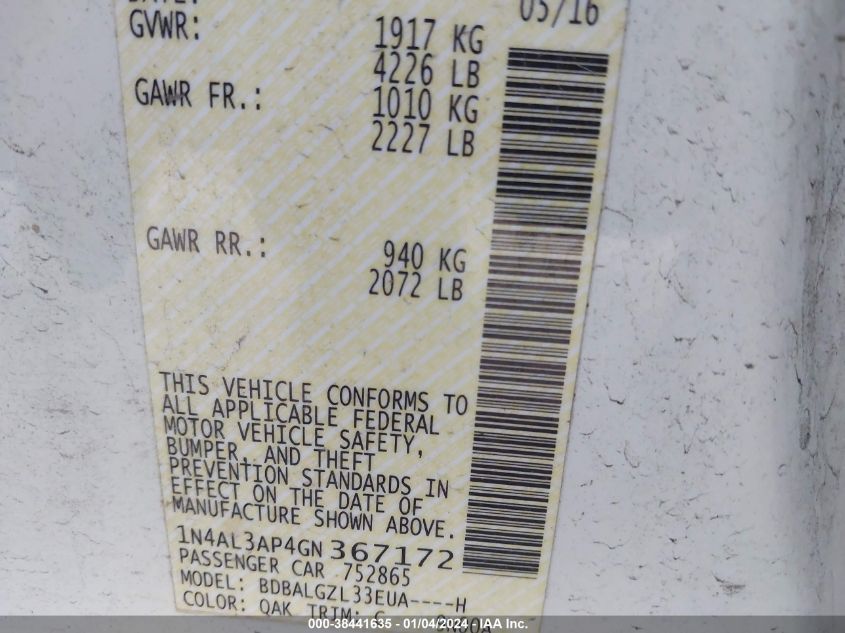 DATE: 05/16
GVWR: 1917 KG
4226 LB
GAWR FR.: 1010 KG
2227 LB
GAWR RR.: 940 KG
2072 LB
THIS VEHICLE CONFORMS TO
ALL APPLICABLE FEDERAL
MOTOR VEHICLE SAFETY,
BUMPER, AND THEFT
PREVENTION STANDARDS IN
EFFECT ON THE DATE OF
MANUFACTURE SHOWN ABOVE.
1N4AL3AP4GN367172
PASSENGER CAR 752865
MODEL: BDBALGZL33EUA----H
COLOR: QAK TRIM: G
000-38441635 - 01/04/2024 - IAA Inc.